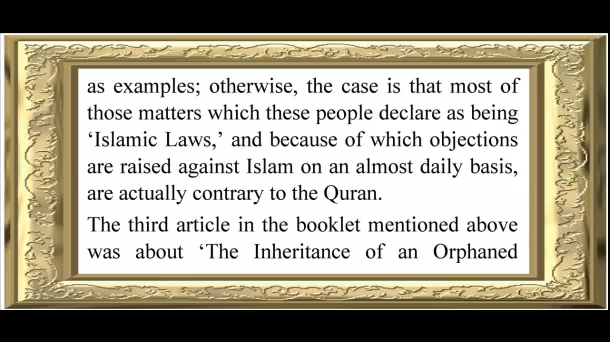 as examples; otherwise, the case is that most of
those matters which these people declare as being
‘Islamic Laws,’ and because of which objections
are raised against Islam on an almost daily basis,
are actually contrary to the Quran.
The third article in the booklet mentioned above
was about ‘The Inheritance of an Orphaned